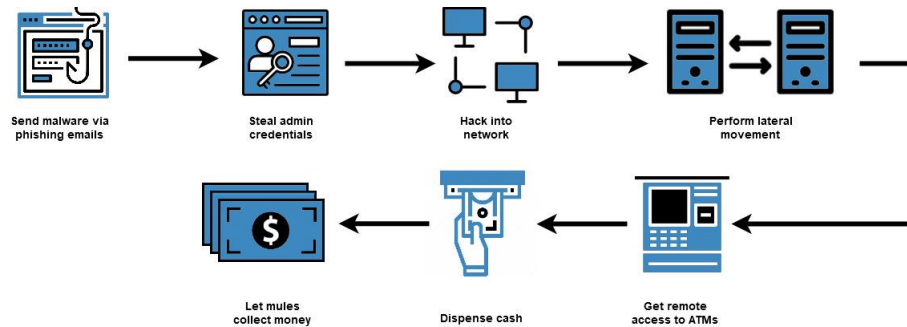 Send malware via
phishing emails
Steal admin
credentials
Hack into
network
Perform lateral
movement
Get remote
access to ATMs
Dispense cash
Let mules
collect money
$